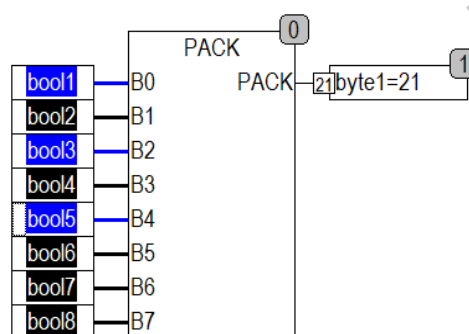 0
PACK
1
bool1 B0 PACK 21 byte1=21
bool2 B1
bool3 B2
bool4 B3
bool5 B4
bool6 B5
bool7 B6
bool8 B7